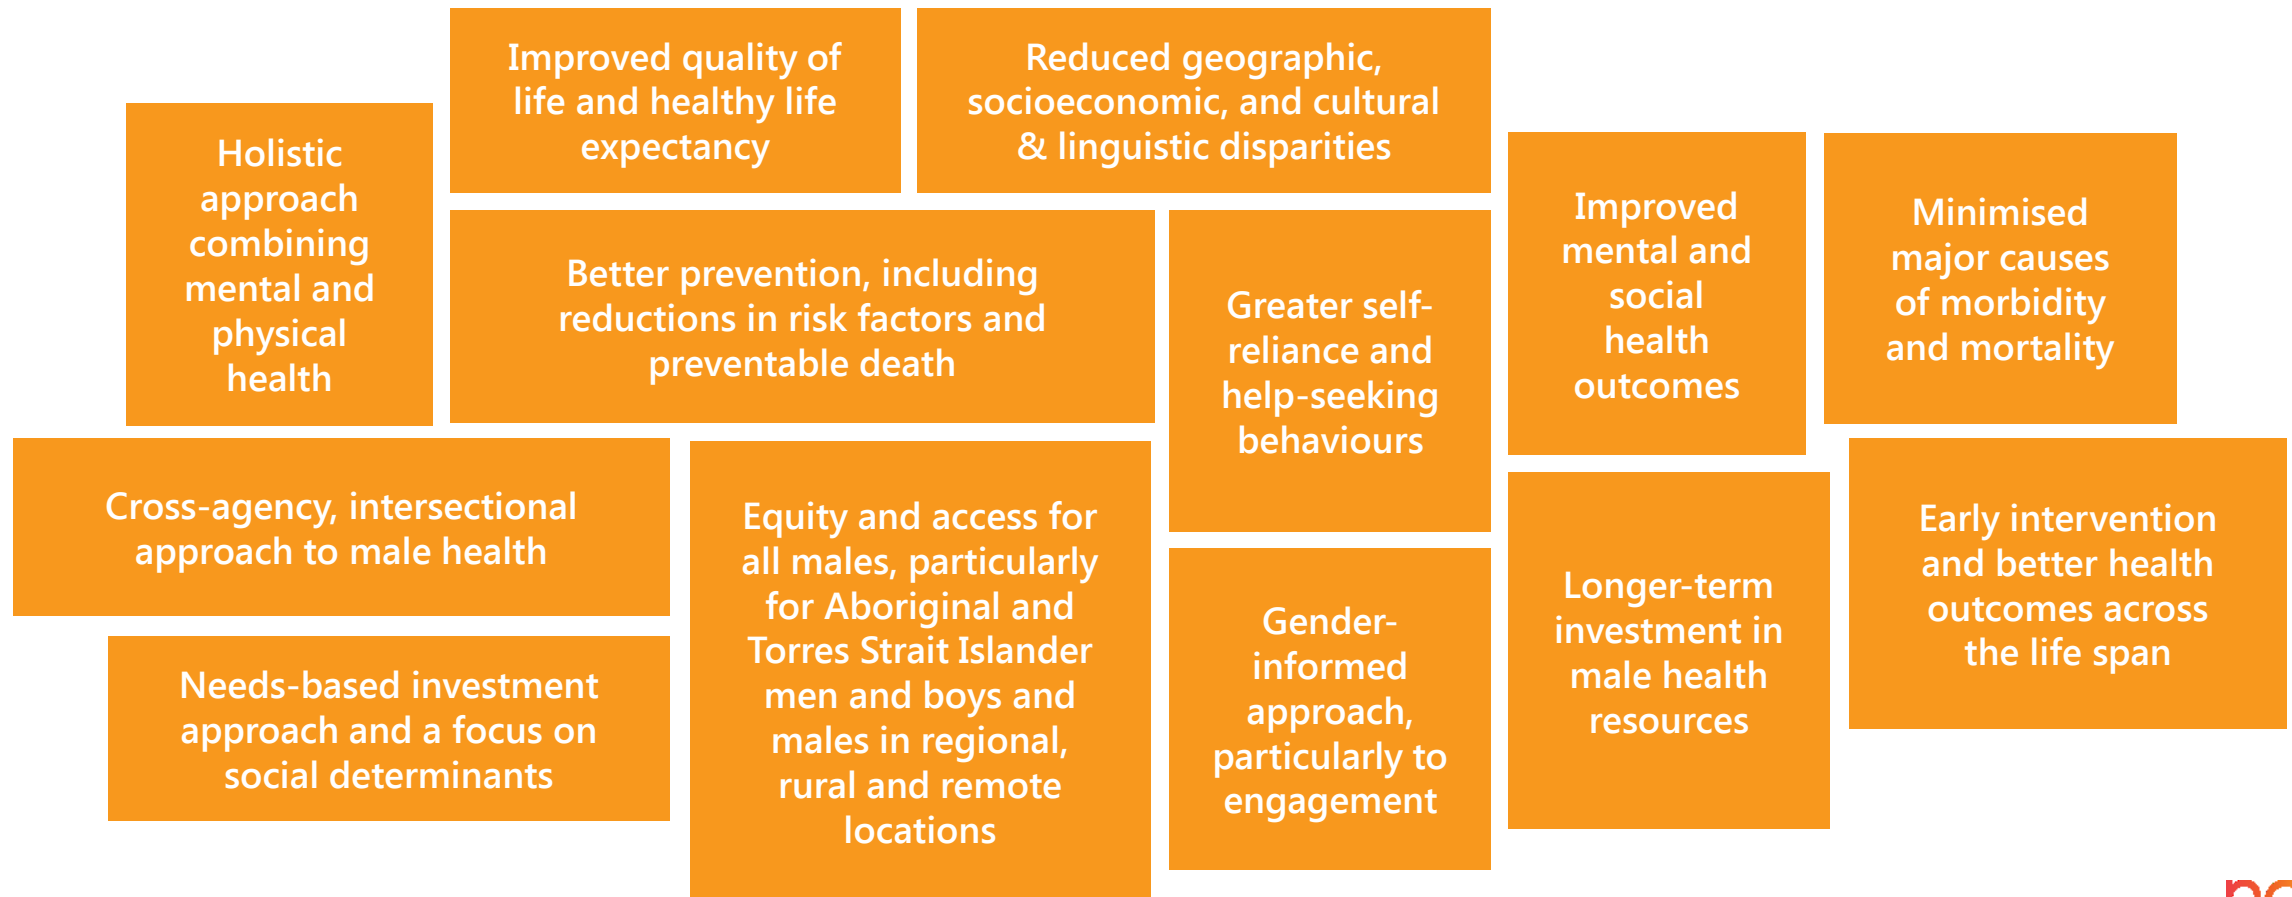 Improved quality of
life and healthy life
expectancy
Reduced geographic,
socioeconomic, and cultural
& linguistic disparities
Holistic
approach
combining
mental and
physical
health
Better prevention, including
reductions in risk factors and
preventable death
Greater self-
reliance and
help-seeking
behaviours
Improved
mental and
social
health
outcomes
Minimised
major causes
of morbidity
and mortality
Cross-agency, intersectional
approach to male health
Equity and access for
all males, particularly
for Aboriginal and
Torres Strait Islander
men and boys and
males in regional,
rural and remote
locations
Gender-
informed
approach,
particularly to
engagement
Longer-term
investment in
male health
resources
Early intervention
and better health
outcomes across
the life span
Needs-based investment
approach and a focus on
social determinants